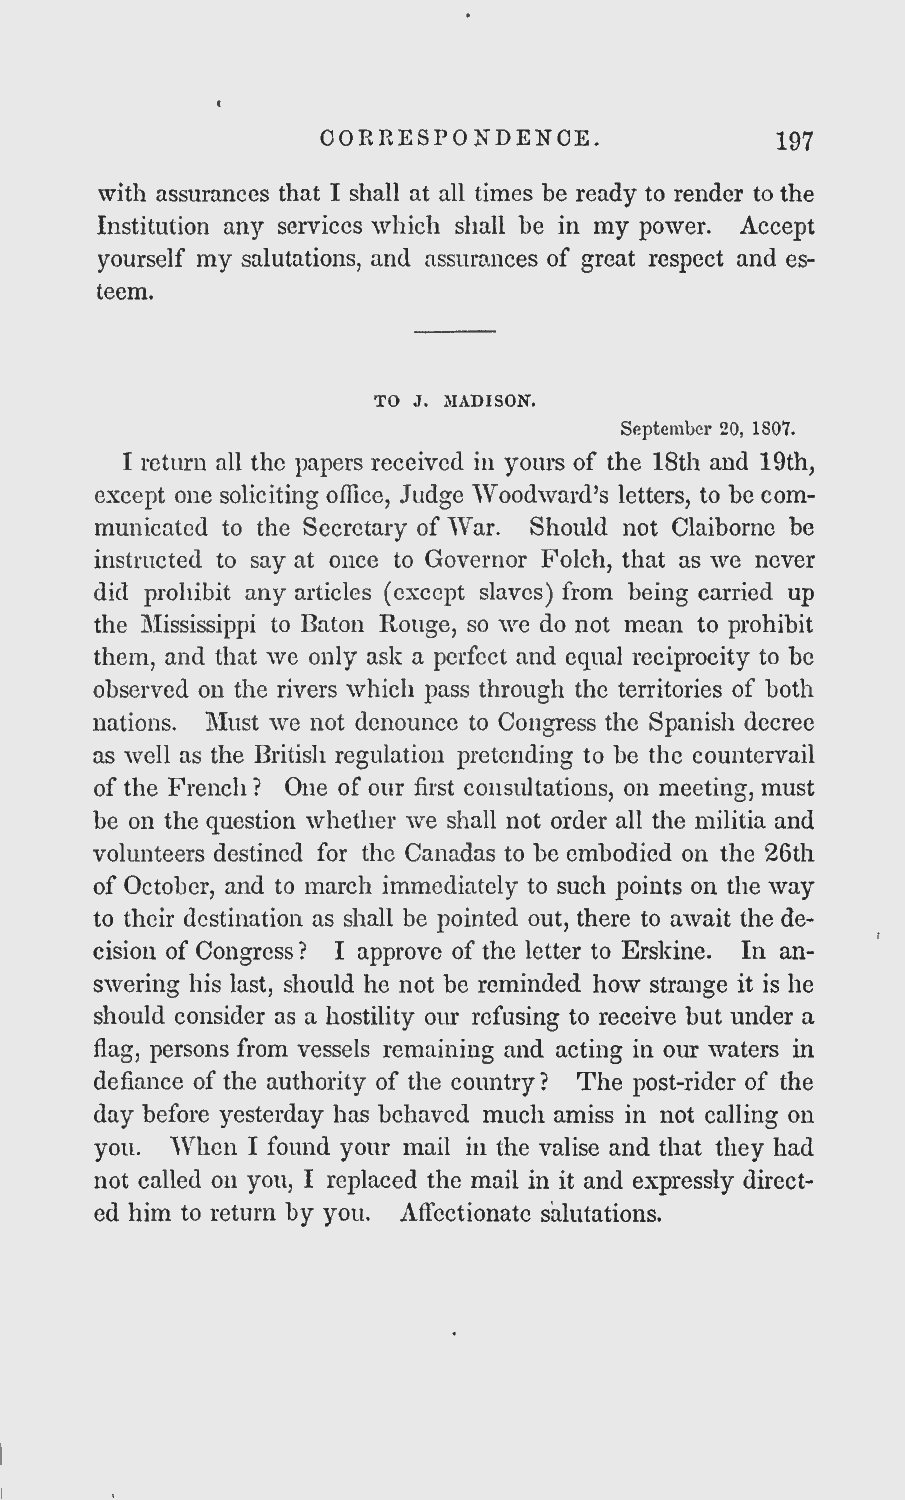 CORRESPONDENCE. 197
with assurances that I shall at all times be ready to render to the
Institution any services which shall be in my power. Accept
yourself my salutations, and assurances of great respect and es-
teem.
TO J. MADISON.
September 20, 1807.
I return all the papers received in yours of the 18th and 19th,
except one soliciting office, Judge Woodward's letters, to be com-
municated to the Secretary of War. Should not Claiborne be
instructed to say at once to Governor Folch, that as we never
did prohibit any articles (except slaves) from being carried up
the Mississippi to Baton Rouge, so we do not mean to prohibit
them, and that we only ask a perfect and equal reciprocity to be
observed on the rivers which pass through the territories of both
nations. Must we not denounce to Congress the Spanish decree
as well as the British regulation pretending to be the countervail
of the French? One of our first consultations, on meeting, must
be on the question whether we shall not order all the militia and
volunteers destined for the Canadas to be embodied on the 26th
of October, and to march immediately to such points on the way
to their destination as shall be pointed out, there to await the de-
cision of Congress? I approve of the letter to Erskine. In an-
swering his last, should he not be reminded how strange it is he
should consider as a hostility our refusing to receive but under a
flag, persons from vessels remaining and acting in our waters in
defiance of the authority of the country? The post-rider of the
day before yesterday has behaved much amiss in not calling on
you. When I found your mail in the valise and that they had
not called on you, I replaced the mail in it and expressly direct-
ed him to return by you. Affectionate salutations.